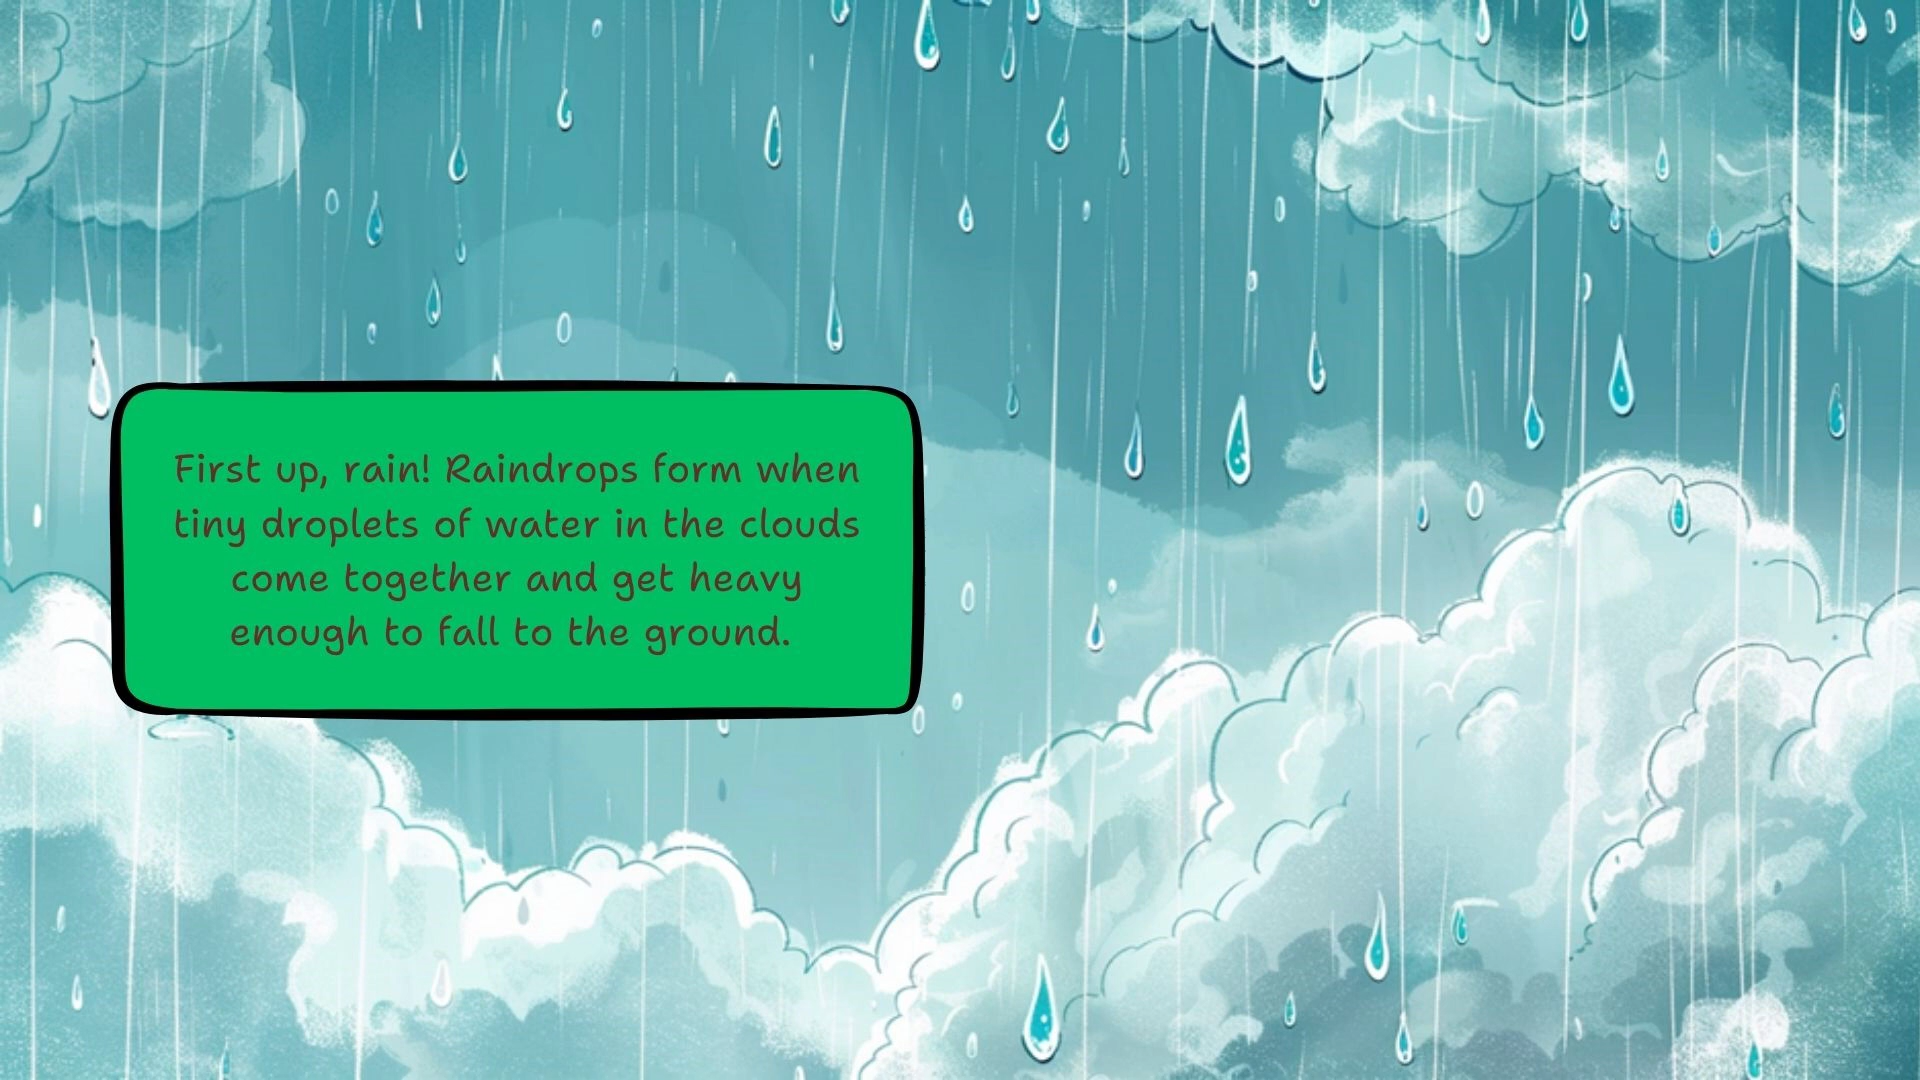 First up, rain! Raindrops form when
tiny droplets of water in the clouds
come together and get heavy
enough to fall to the ground.